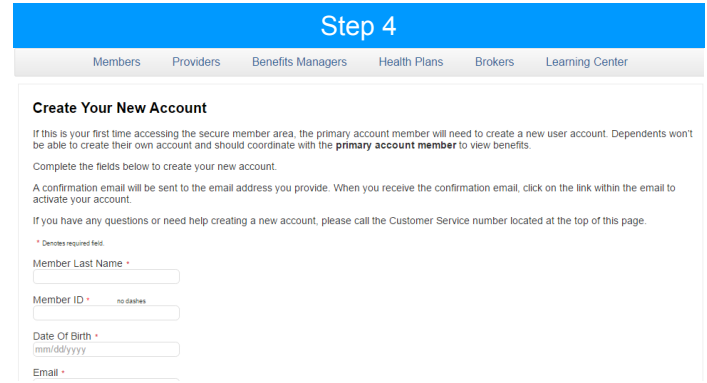 Step 4
Members Providers Benefits Managers Health Plans Brokers Learning Center
Create Your New Account
If this is your first time accessing the secure member area, the primary account member will need to create a new user account. Dependents won't
be able to create their own account and should coordinate with the primary account member to view benefits.
Complete the fields below to create your new account.
A confirmation email will be sent to the email address you provide. When you receive the confirmation email, click on the link within the email to
activate your account.
If you have any questions or need help creating a new account, please call the Customer Service number located at the top of this page.
* Denotes required field.
Member Last Name *
Member ID * no dashes
Date Of Birth *
mm/dd/yyyy
Email *